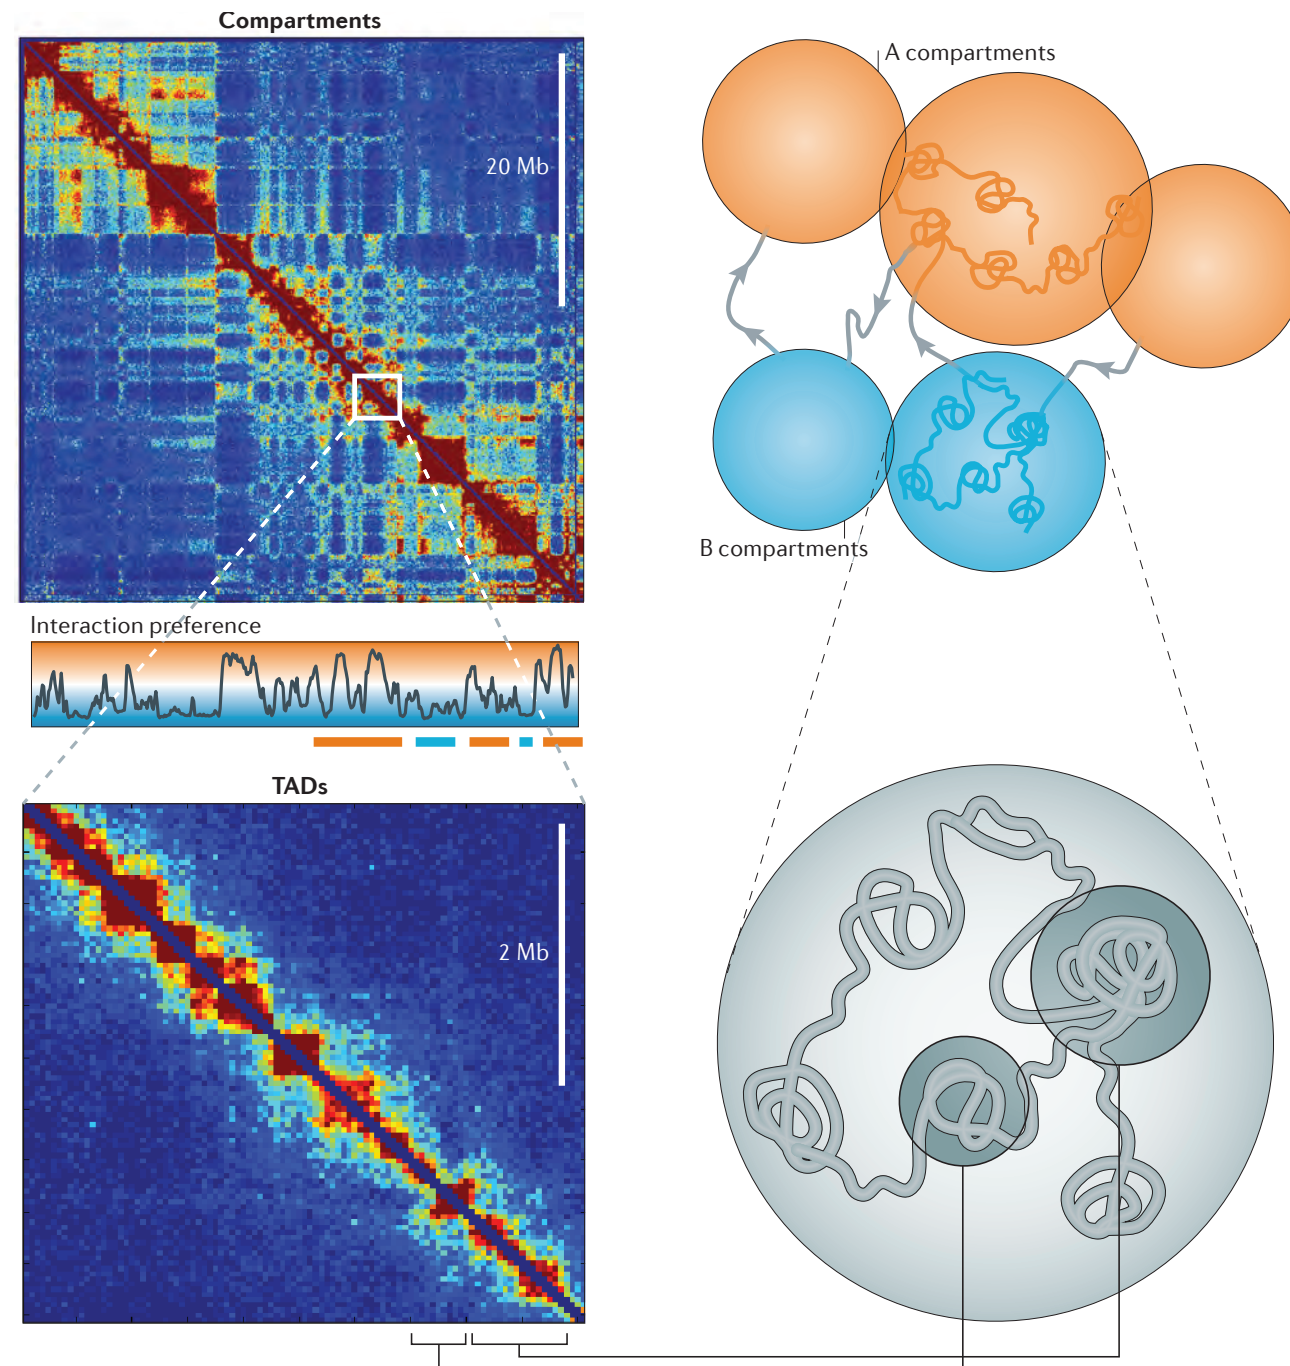 Compartments
20 Mb
A compartments
B compartments
Interaction preference
TADs
2 Mb